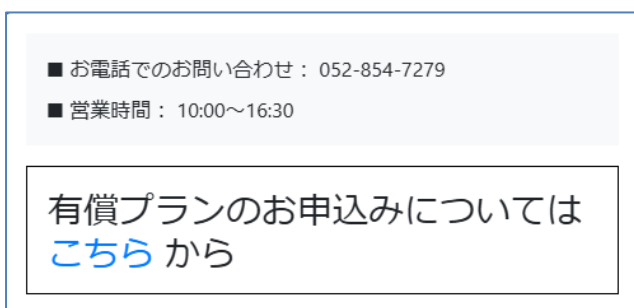 ■ お電話でのお問い合わせ： 052-854-7279
■ 営業時間： 10:00～16:30
有償プランのお申込みについては
こちら から